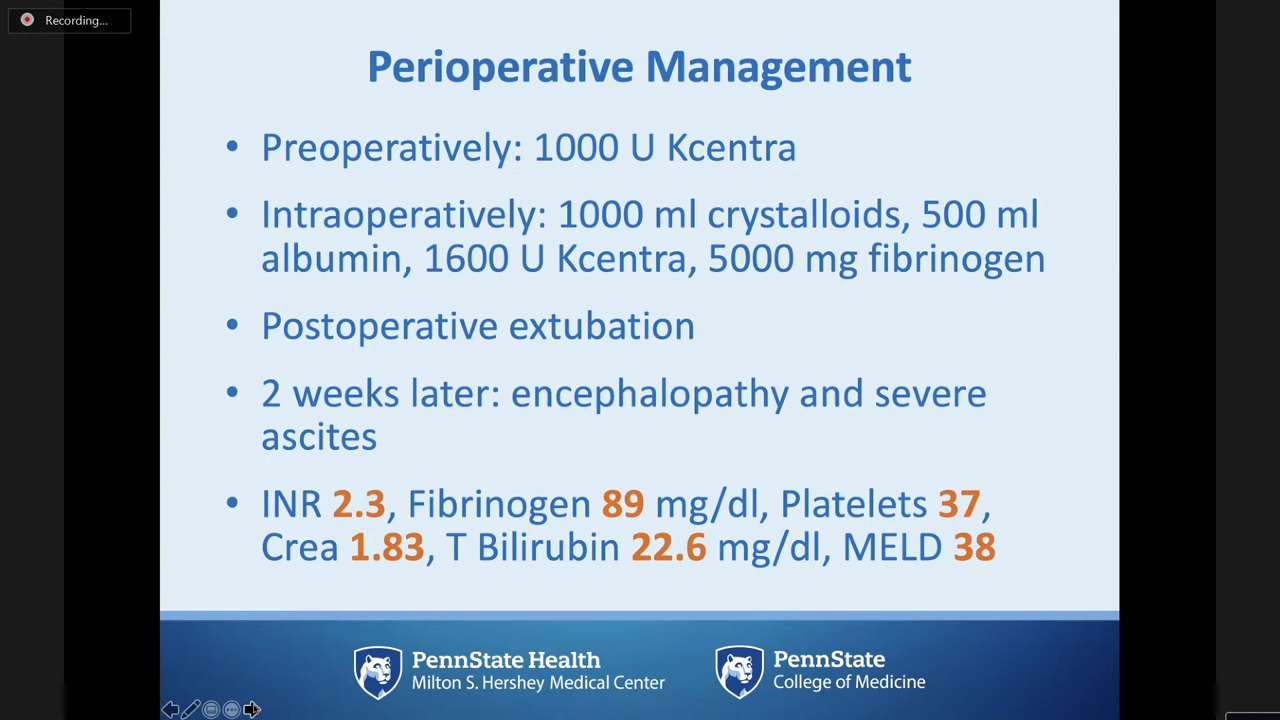 Recording...
Perioperative Management
• Preoperatively: 1000 U Kcentra
• Intraoperatively: 1000 ml crystalloids, 500 ml
albumin, 1600 U Kcentra, 5000 mg fibrinogen
• Postoperative extubation
• 2 weeks later: encephalopathy and severe
ascites
• INR 2.3, Fibrinogen 89 mg/dl, Platelets 37,
Crea 1.83, T Bilirubin 22.6 mg/dl, MELD 38
PennState Health
Milton S. Hershey Medical Center
PennState
College of Medicine